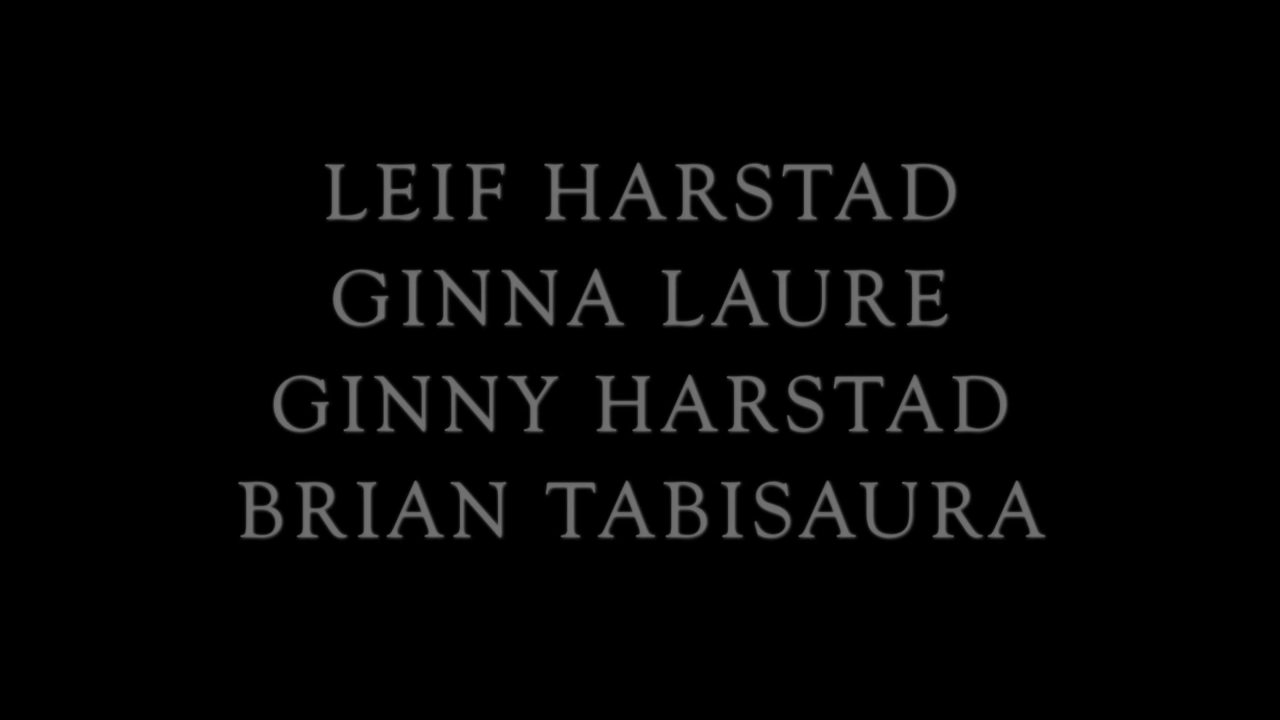 LEIF HARSTAD
GINNA LAURE
GINNY HARSTAD
BRIAN TABISAURA